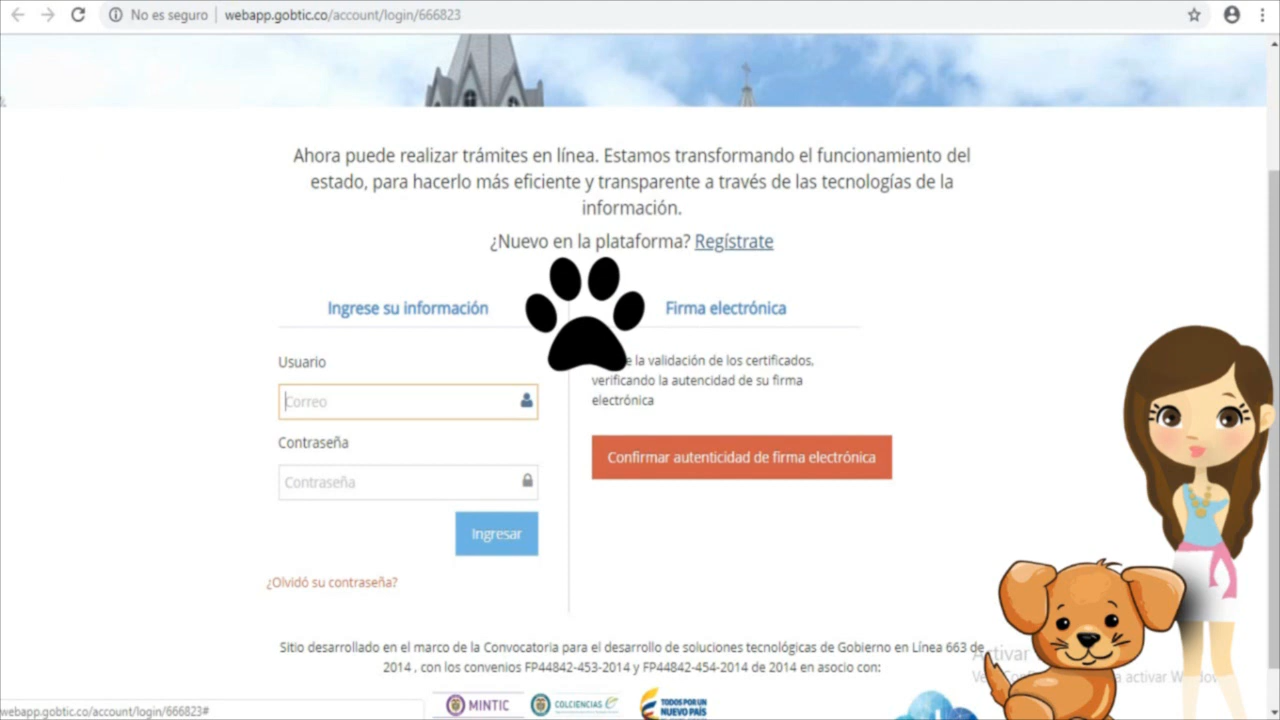 No es seguro
webapp.gobtic.co/account/login/666823
Ahora puede realizar trámites en línea. Estamos transformando el funcionamiento del
estado, para hacerlo más eficiente y transparente a través de las tecnologías de la
información.
¿Nuevo en la plataforma? Regístrate
Ingrese su información
Usuario
Correo
Contraseña
Contraseña
Ingresar
¿Olvidó su contraseña?
Firma electrónica
la validación de los certificados,
verificando la autencidad de su firma
electrónica
Confirmar autenticidad de firma electrónica
Sitio desarrollado en el marco de la Convocatoria para el desarrollo de soluciones tecnológicas de Gobierno en Línea 663 de
2014 , con los convenios FP44842-453-2014 y FP44842-454-2014 de 2014 en asocio con:
MINTIC
COLCIENCIAS
TODOS POR UN
NUEVO PAÍS
Activar
a activar
webapp.gobtic.co/account/login/666823#